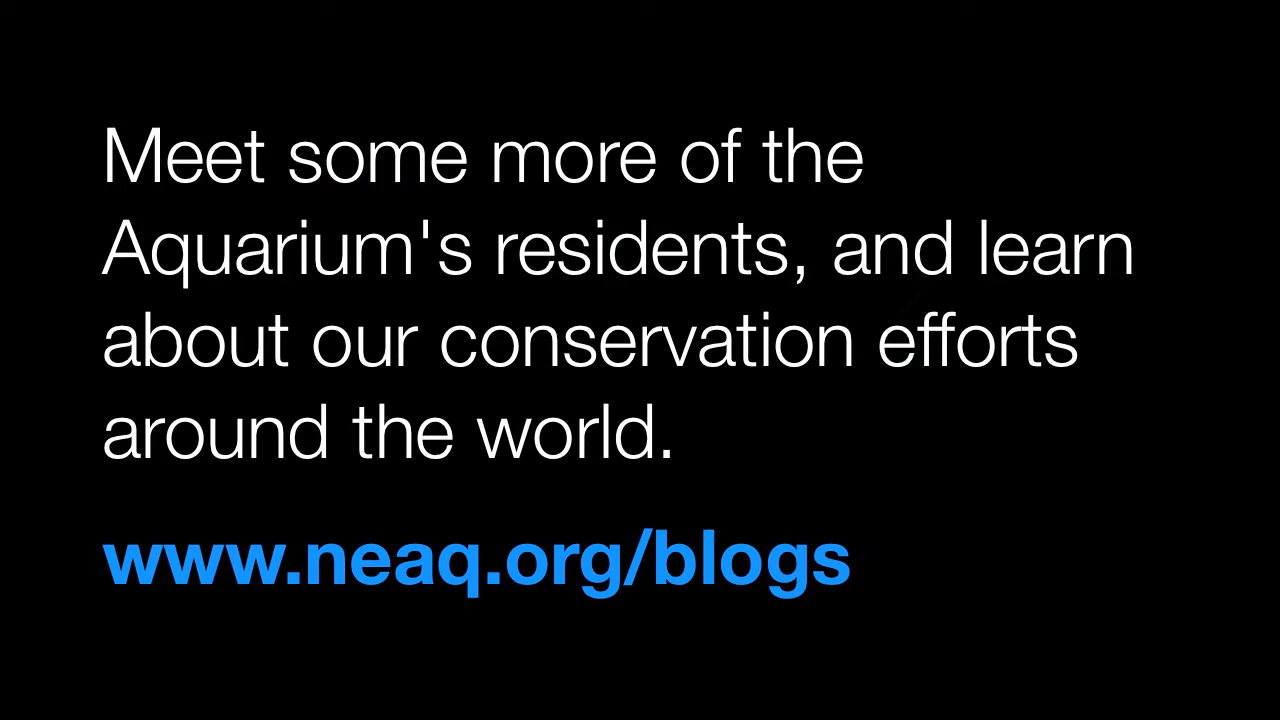 Meet some more of the
Aquarium's residents, and learn
about our conservation efforts
around the world.
www.neaq.org/blogs